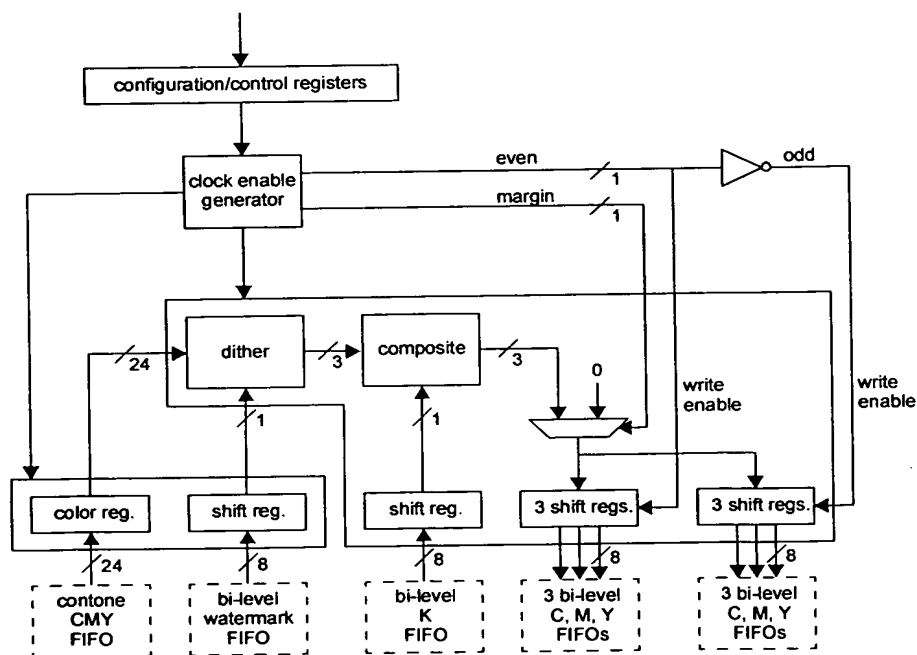 configuration/control registers
even
odd
1
clock enable
generator
margin
1
dither
composite
24
3
3
0
write
enable
write
enable
1
1
color reg.
shift reg.
shift reg.
3 shift regs.
3 shift regs.
24
8
8
8
8
contone
CMY
FIFO
bi-level
watermark
FIFO
bi-level
K
FIFO
3 bi-level
C, M, Y
FIFOs
3 bi-level
C, M, Y
FIFOs